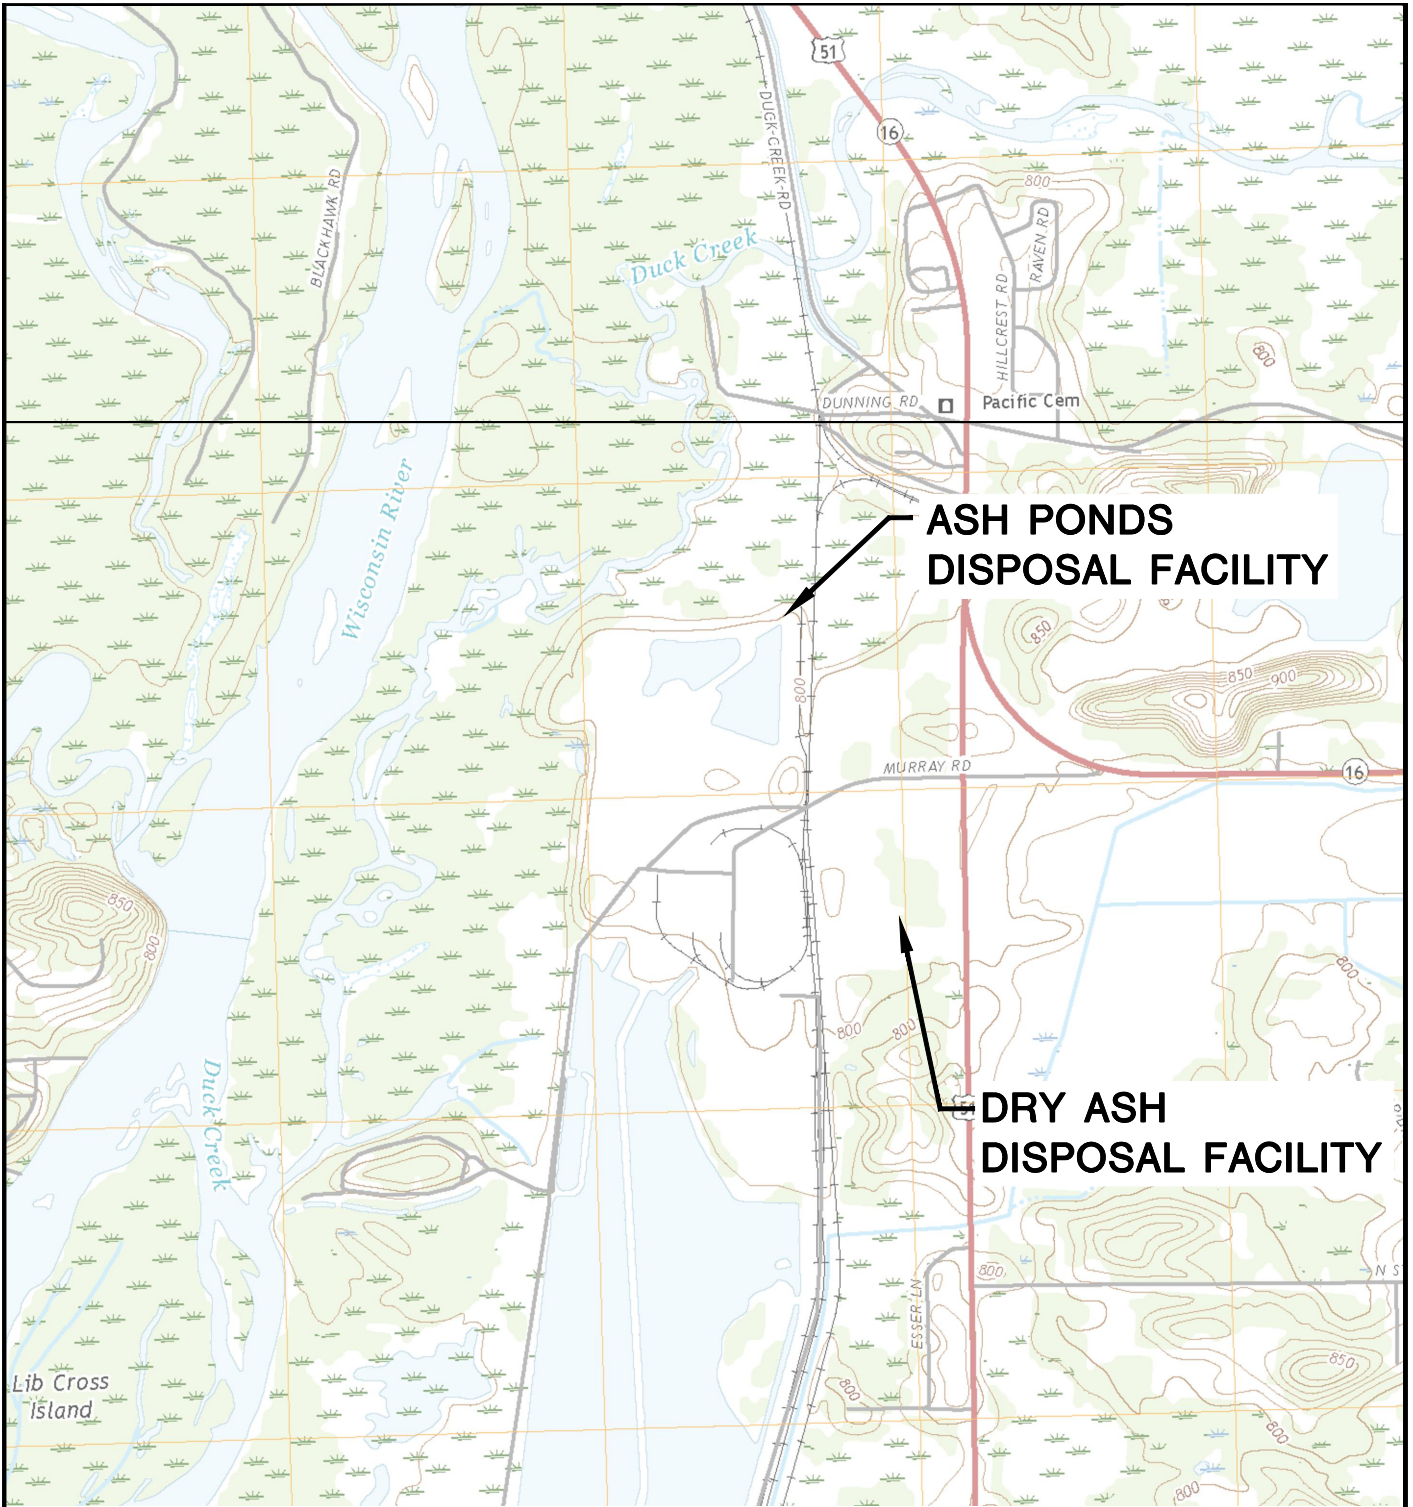 51
DUCK-CREEK-RD
16
BLACKHAWK RD
800
RAVEN RD
Duck Creek
HILLCREST RD
800
DUNNING RD
Pacific Cem
Wisconsin River
ASH PONDS
DISPOSAL FACILITY
850
850
900
800
MURRAY RD
16
850
800
800
800
800
Duck Creek
DRY ASH
DISPOSAL FACILITY
800
N S
ESSER LN
850
Lib Cross
Island
800
800
800